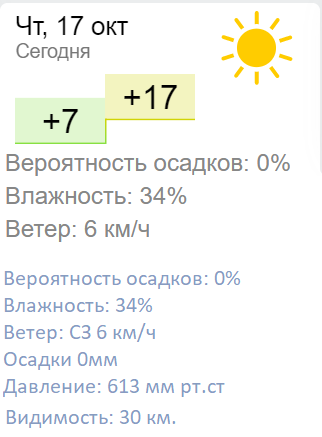 Чт, 17 окт
Сегодня
+17
+7
Вероятность осадков: 0%
Влажность: 34%
Ветер: 6 км/ч
Вероятность осадков: 0%
Влажность: 34%
Ветер: СЗ 6 км/ч
Осадки 0мм
Давление: 613 мм рт.ст
Видимость: 30 км.